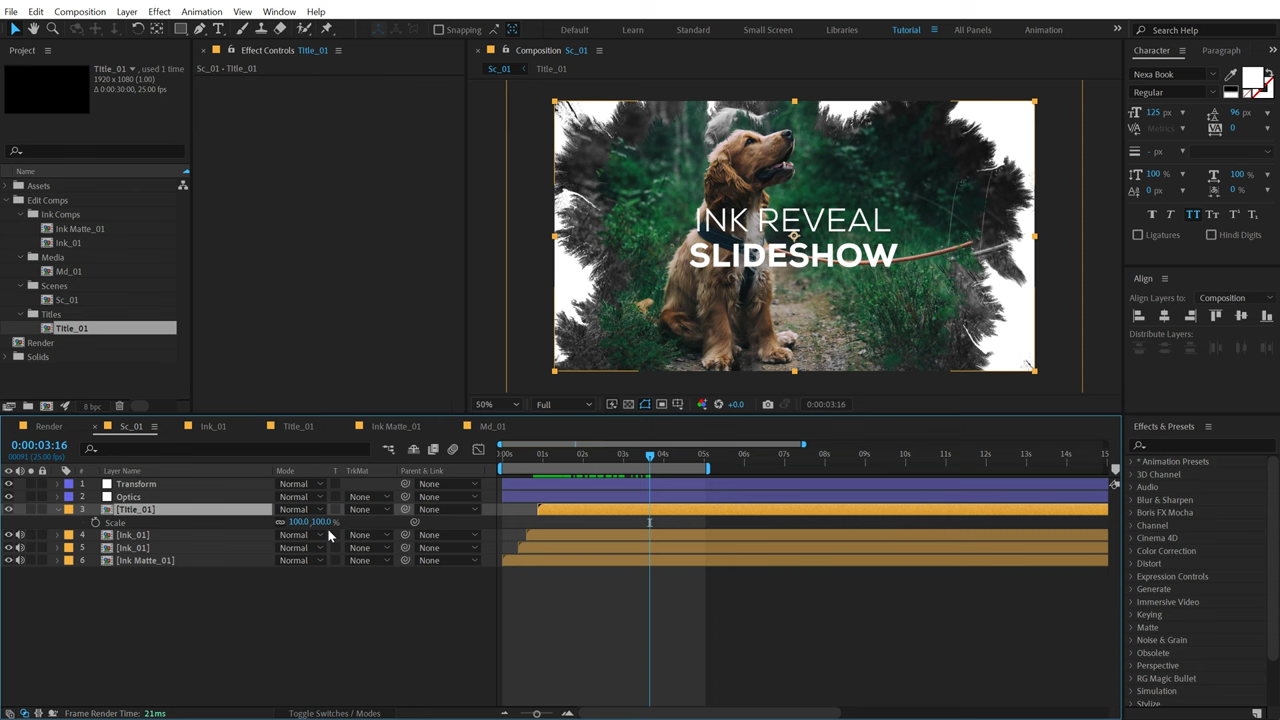 File Edit Composition Layer Effect Animation View Window Help
Snapping
Default Learn Standard Small Screen Libraries Tutorial All Panels Animation
Search Help
Project
Effect Controls TItle_01
Composition Sc_01
Character Paragraph
TItle_01 , used 1 time
1920 x 1080 (1.00)
Δ 0:00:30:00, 25.00 fps
Sc_01 - TItle_01
Sc_01 TItle_01
Nexa Book
Regular
125 px 96 px
Metrics 0
- px
100 % 100 %
0 px 0 %
Ligatures Hindi Digits
Name
Assets
Edit Comps
Ink Comps
Ink Matte_01
Ink_01
Media
Md_01
Scenes
Sc_01
Titles
TItle_01
Render
Solids
8 bpc
INK REVEAL
SLIDESHOW
Align
Align Layers to: Composition
Distribute Layers:
50% Full +0.0 0:00:03:16
Render Sc_01 Ink_01 TItle_01 Ink Matte_01 Md_01
0:00:03:16
00091 (25.00 fps)
# Layer Name Mode T TrkMat Parent & Link
:00s 01s 02s 03s 04s 05s 06s 07s 08s 09s 10s 11s 12s 13s 14s 15
1 Transform Normal None
2 Optics Normal None None
3 [TItle_01] Normal None None
Scale 100.0,100.0 %
4 [Ink_01] Normal None None
5 [Ink_01] Normal None None
6 [Ink Matte_01] Normal None None
Frame Render Time: 21ms
Toggle Switches / Modes
Effects & Presets
* Animation Presets
3D Channel
Audio
Blur & Sharpen
Boris FX Mocha
Channel
Cinema 4D
Color Correction
Distort
Expression Controls
Generate
Immersive Video
Keying
Matte
Noise & Grain
Obsolete
Perspective
RG Magic Bullet
Simulation
Stylize